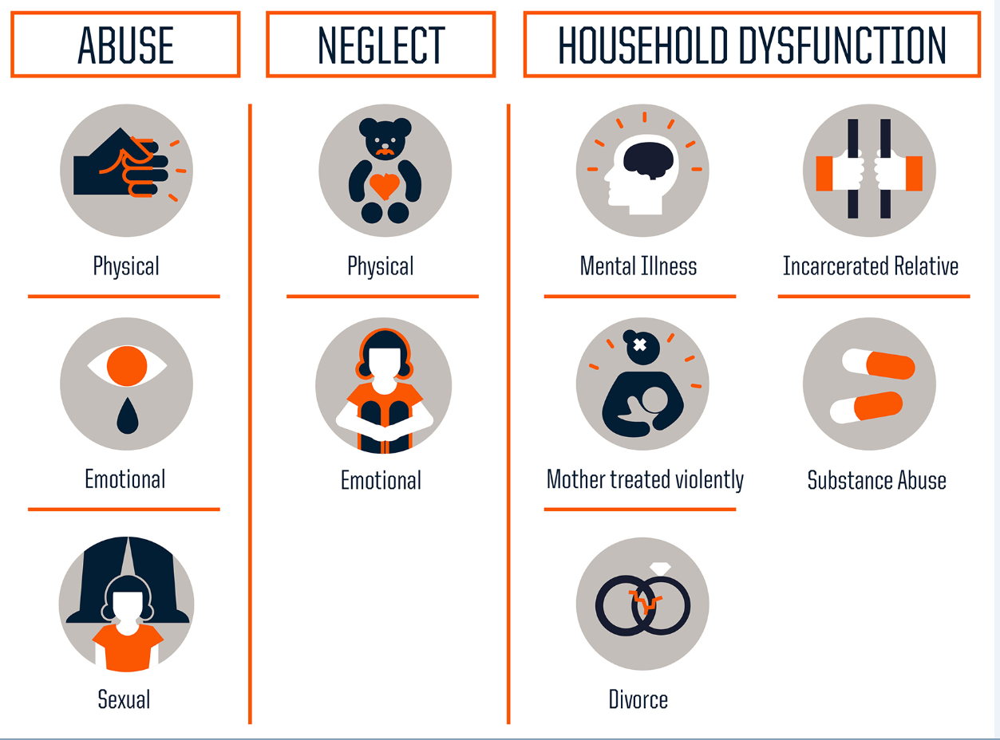 ABUSE
NEGLECT
HOUSEHOLD DYSFUNCTION
Physical
Physical
Mental Illness
Incarcerated Relative
Emotional
Emotional
Mother treated violently
Substance Abuse
Sexual
Divorce